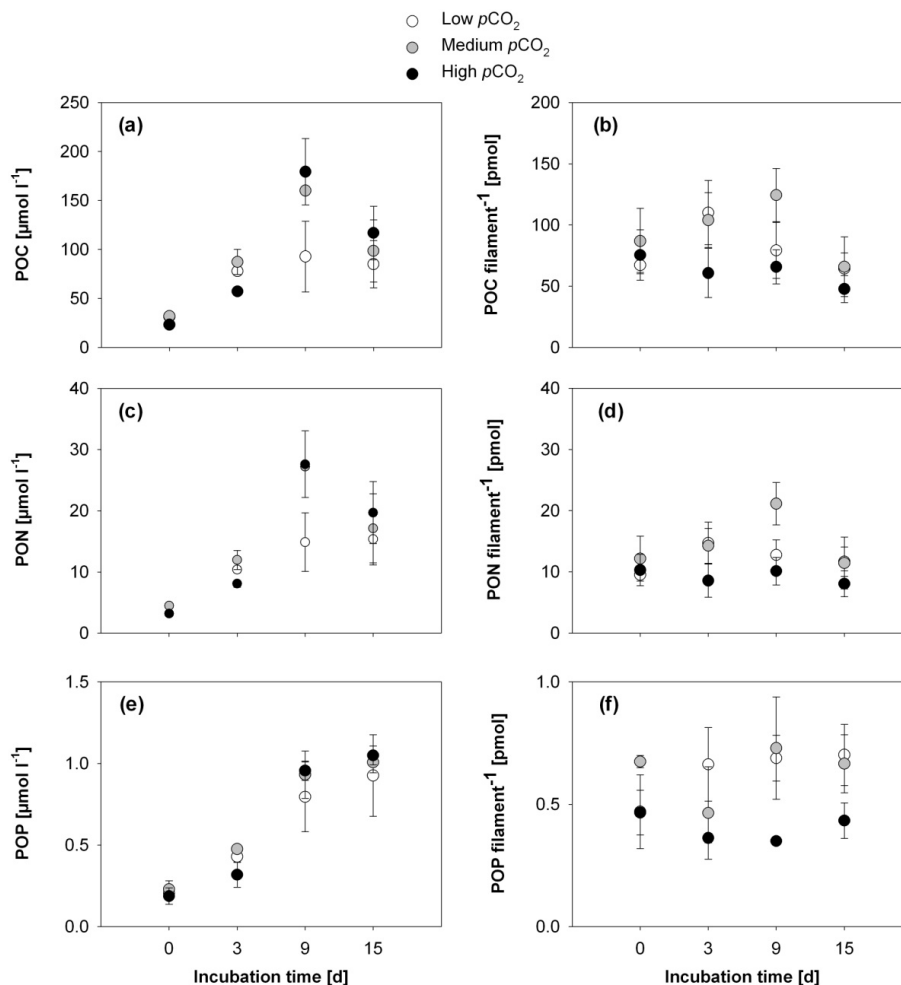 Low pCO₂
Medium pCO₂
High pCO₂
(a)
POC [µmol l⁻¹]
250
200
150
100
50
0
(b)
POC filament⁻¹ [pmol]
200
150
100
50
0
(c)
PON [µmol l⁻¹]
40
30
20
10
0
(d)
PON filament⁻¹ [pmol]
40
30
20
10
0
(e)
POP [µmol l⁻¹]
1.5
1.0
0.5
0.0
0 3 9 15
Incubation time [d]
(f)
POP filament⁻¹ [pmol]
1.0
0.5
0.0
0 3 9 15
Incubation time [d]